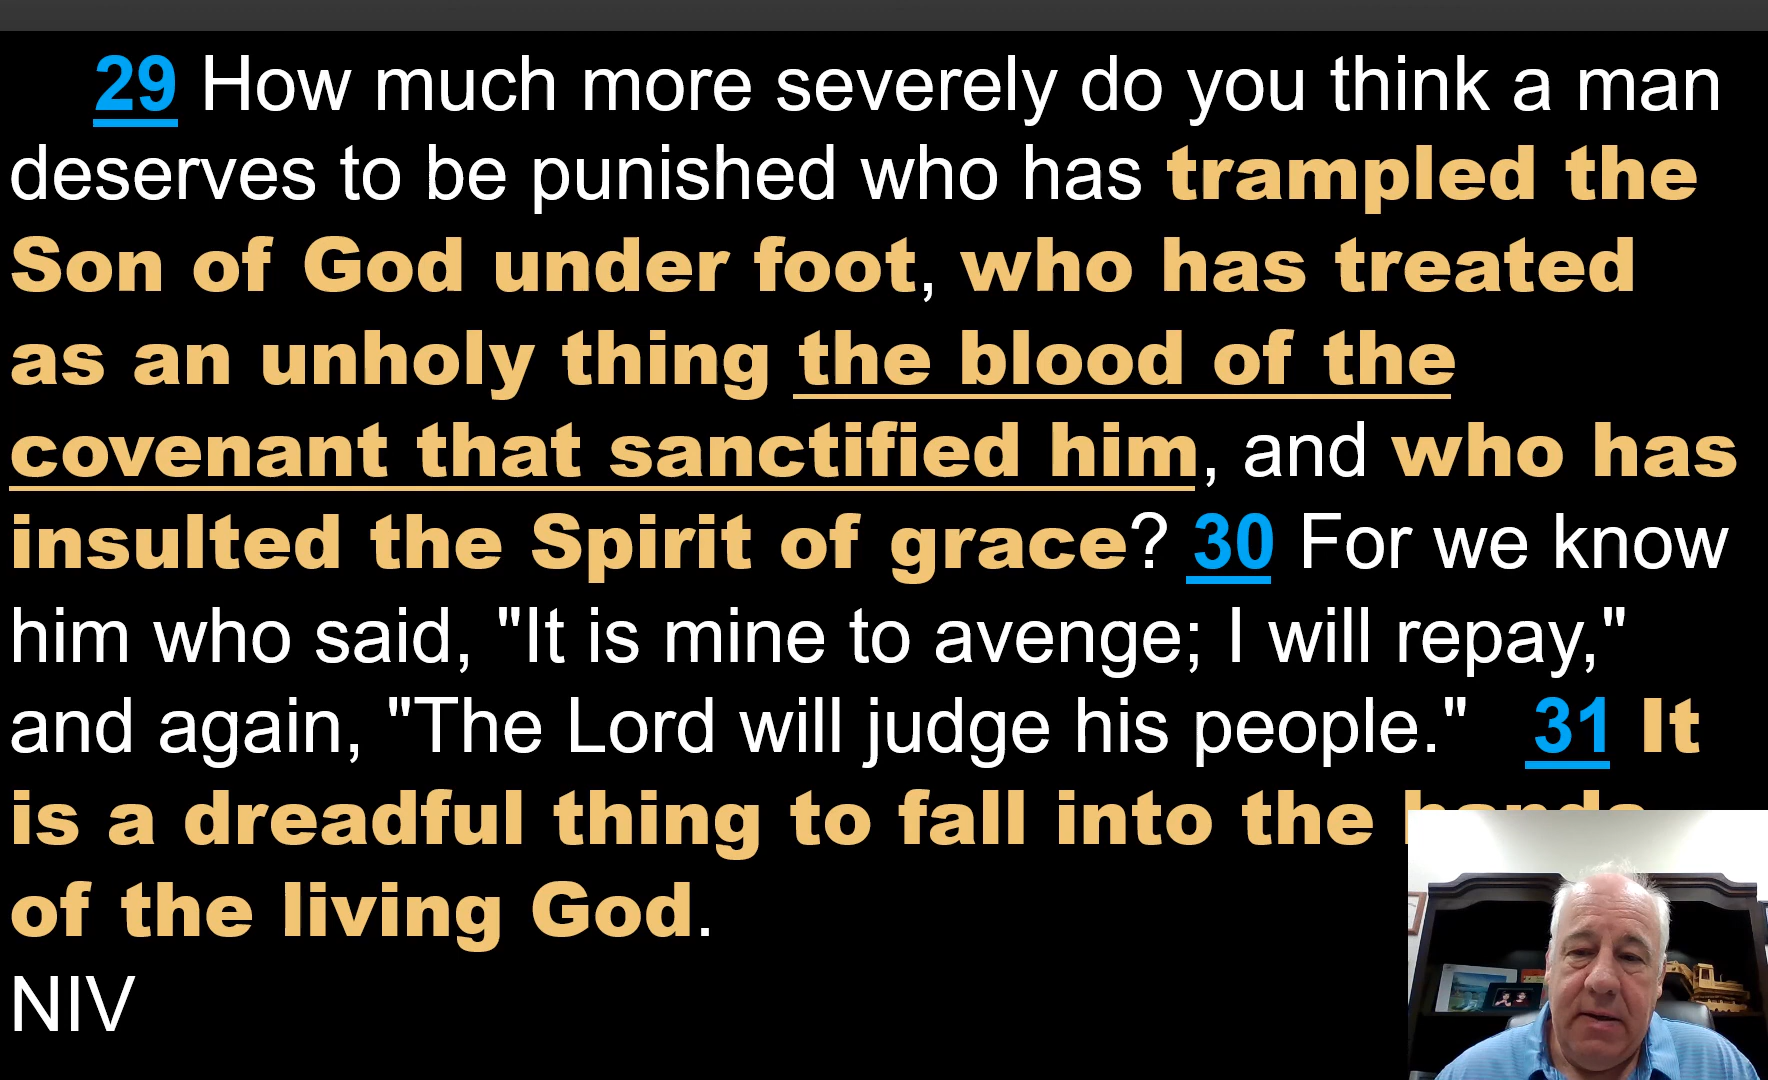 29 How much more severely do you think a man
deserves to be punished who has trampled the
Son of God under foot, who has treated
as an unholy thing the blood of the
covenant that sanctified him, and who has
insulted the Spirit of grace? 30 For we know
him who said, "It is mine to avenge; I will repay,"
and again, "The Lord will judge his people." 31 It
is a dreadful thing to fall into the hands
of the living God.
NIV